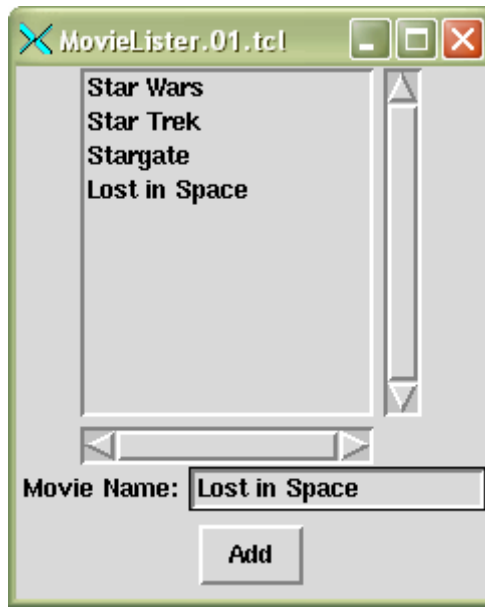 MovieLister.01.tcl
Star Wars
Star Trek
Stargate
Lost in Space
Movie Name: Lost in Space
Add